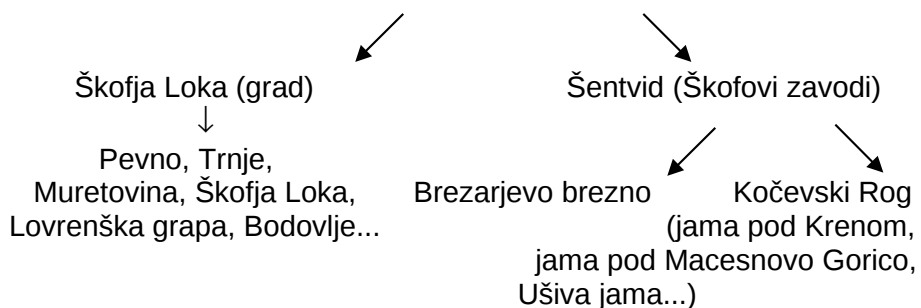 Škofja Loka (grad)
Šentvid (Škofovi zavodi)
Pevno, Trnje,
Muretovina, Škofja Loka,
Lovrenška grapa, Bodovlje...
Brezarjevo brezno
Kočevski Rog
(jama pod Krenom,
jama pod Macesnovo Gorico,
Ušiva jama...)